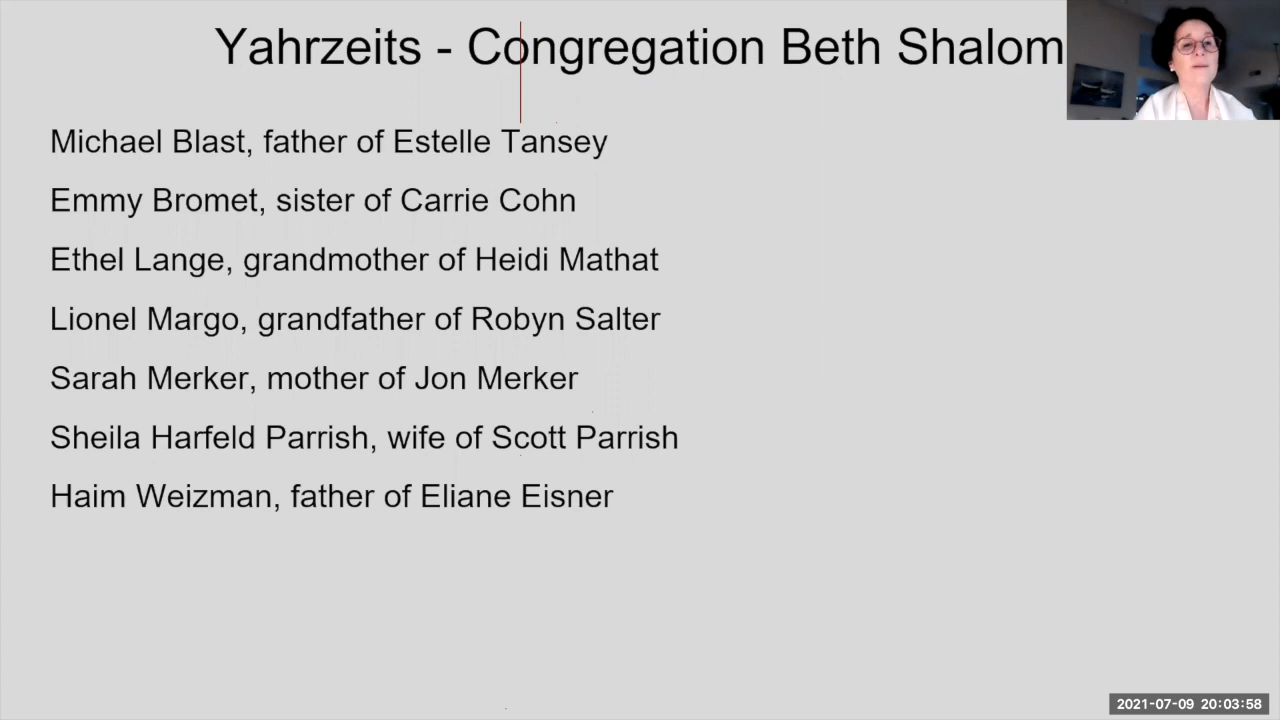 Yahrzeits - Congregation Beth Shalom
Michael Blast, father of Estelle Tansey
Emmy Bromet, sister of Carrie Cohn
Ethel Lange, grandmother of Heidi Mathat
Lionel Margo, grandfather of Robyn Salter
Sarah Merker, mother of Jon Merker
Sheila Harfeld Parrish, wife of Scott Parrish
Haim Weizman, father of Eliane Eisner
2021-07-09 20:03:58